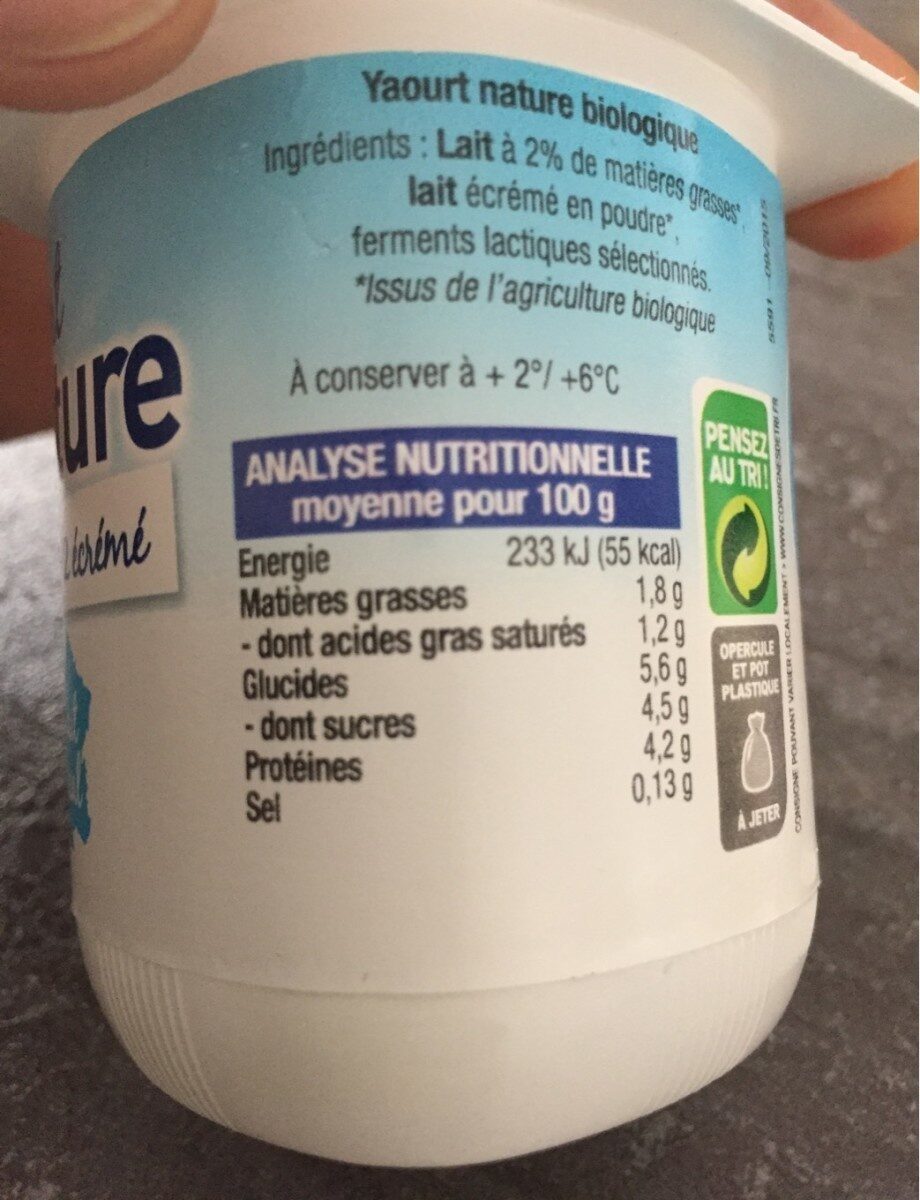 Yaourt nature biologique
Ingrédients : Lait à 2% de matières grasses*,
lait écrémé en poudre*,
ferments lactiques sélectionnés.
*Issus de l'agriculture biologique
À conserver à + 2°/ +6°C
ure
écrémé
ANALYSE NUTRITIONNELLE
moyenne pour 100 g
Energie 233 kJ (55 kcal)
Matières grasses 1,8 g
- dont acides gras saturés 1,2 g
Glucides 5,6 g
- dont sucres 4,5 g
Protéines 4,2 g
Sel 0,13 g
PENSEZ
AU TRI !
OPERCULE
ET POT
PLASTIQUE
À JETER
CONSIGNE POUVANT VARIER LOCALEMENT > WWW.CONSIGNESDETRI.FR
5591 09/2015